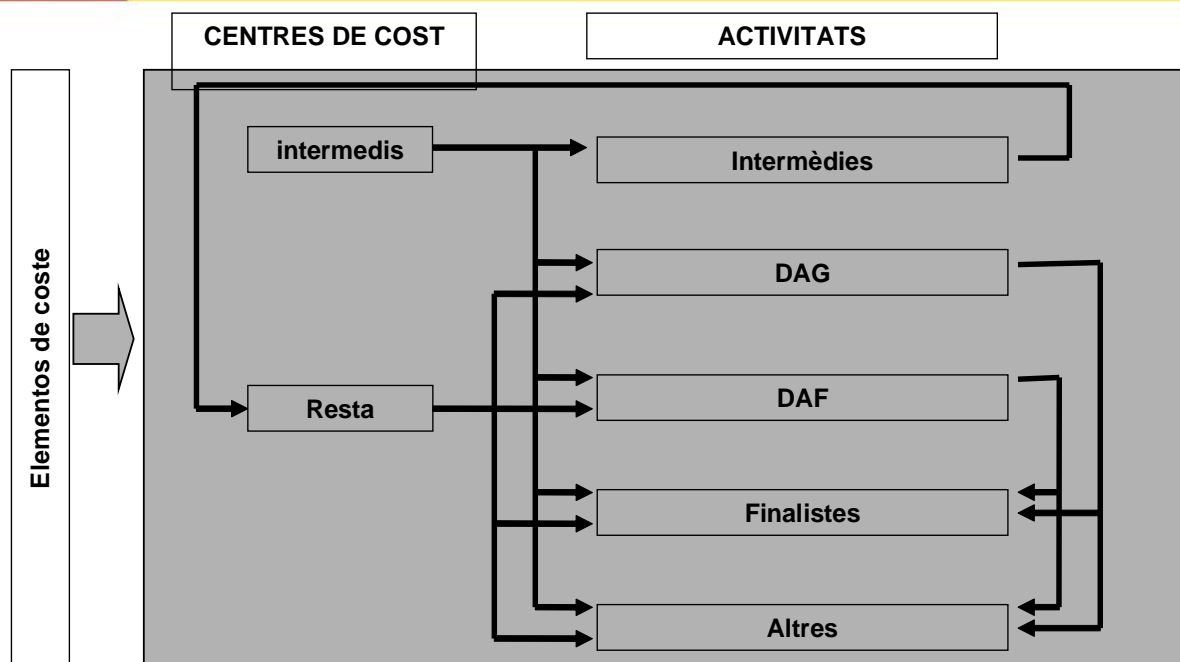 CENTRES DE COST
ACTIVITATS
Elementos de coste
intermedis
Intermèdies
DAG
Resta
DAF
Finalistes
Altres